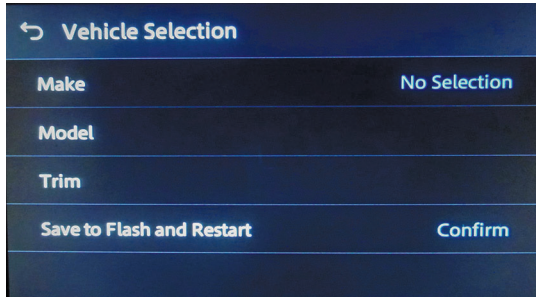 Vehicle Selection
Make No Selection
Model
Trim
Save to Flash and Restart Confirm